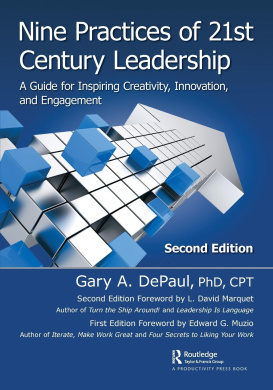 Nine Practices of 21st
Century Leadership
A Guide for Inspiring Creativity, Innovation,
and Engagement
Second Edition
Gary A. DePaul, PhD, CPT
Second Edition Foreword by L. David Marquet
Author of Turn the Ship Around! and Leadership Is Language
First Edition Foreword by Edward G. Muzio
Author of Iterate, Make Work Great and Four Secrets to Liking Your Work
Routledge
Taylor & Francis Group
A PRODUCTIVITY PRESS BOOK